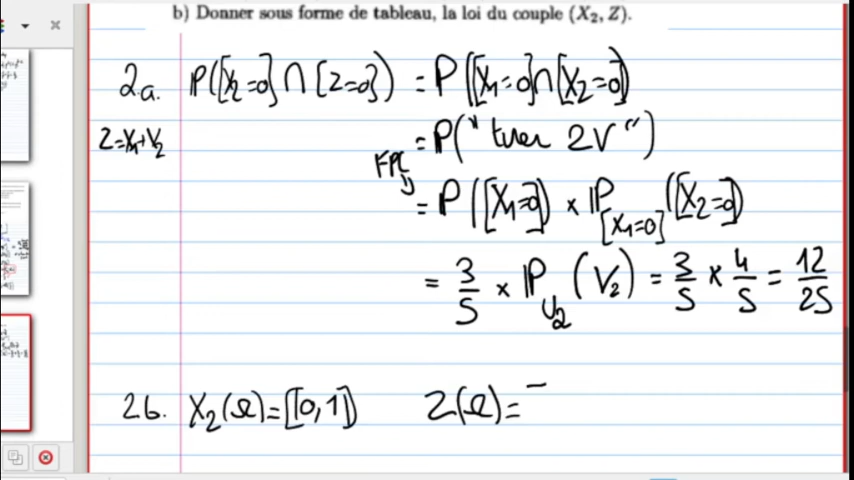 b) Donner sous forme de tableau, la loi du couple (X₂, Z).
2a. P([X₂=0]∩[Z=0]) = P([X₁=0]∩[X₂=0])
Z=X₁+X₂
= P("tirer 2V")
FPC
= P([X₁=0]) × P_[X₁=0]([X₂=0])
= 3/5 × P_U₂(V₂) = 3/5 × 4/5 = 12/25
2b. X₂(Ω)=[[0,1]] Z(Ω)=